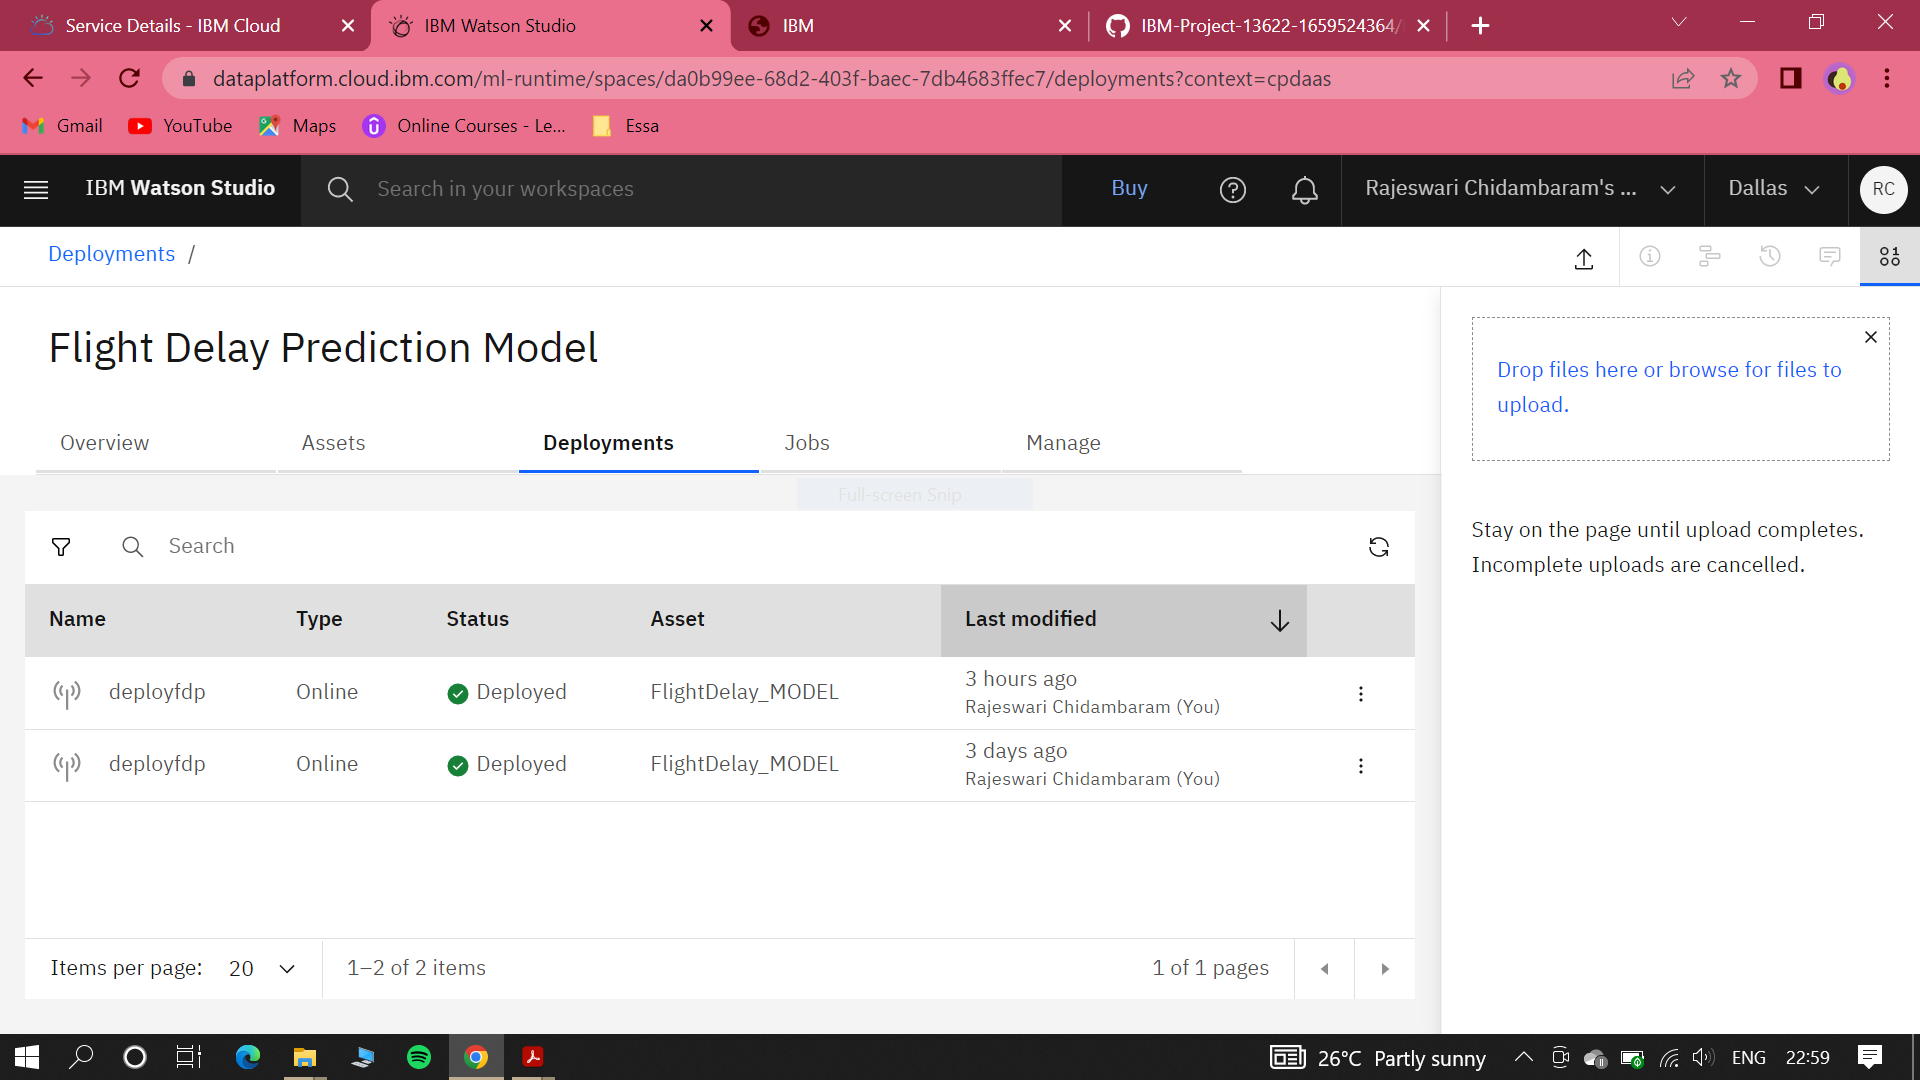 Service Details - IBM Cloud
IBM Watson Studio
IBM
IBM-Project-13622-1659524364/
dataplatform.cloud.ibm.com/ml-runtime/spaces/da0b99ee-68d2-403f-baec-7db4683ffec7/deployments?context=cpdaas
Gmail
YouTube
Maps
Online Courses - Le...
Essa
IBM Watson Studio
Search in your workspaces
Buy
Rajeswari Chidambaram's ...
Dallas
RC
Deployments /
Flight Delay Prediction Model
Drop files here or browse for files to
upload.
Overview
Assets
Deployments
Jobs
Manage
Full-screen Snip
Stay on the page until upload completes.
Incomplete uploads are cancelled.
Search
Name Type Status Asset Last modified
deployfdp Online Deployed FlightDelay_MODEL 3 hours ago
Rajeswari Chidambaram (You)
deployfdp Online Deployed FlightDelay_MODEL 3 days ago
Rajeswari Chidambaram (You)
Items per page: 20
1–2 of 2 items
1 of 1 pages
26°C Partly sunny
ENG
22:59